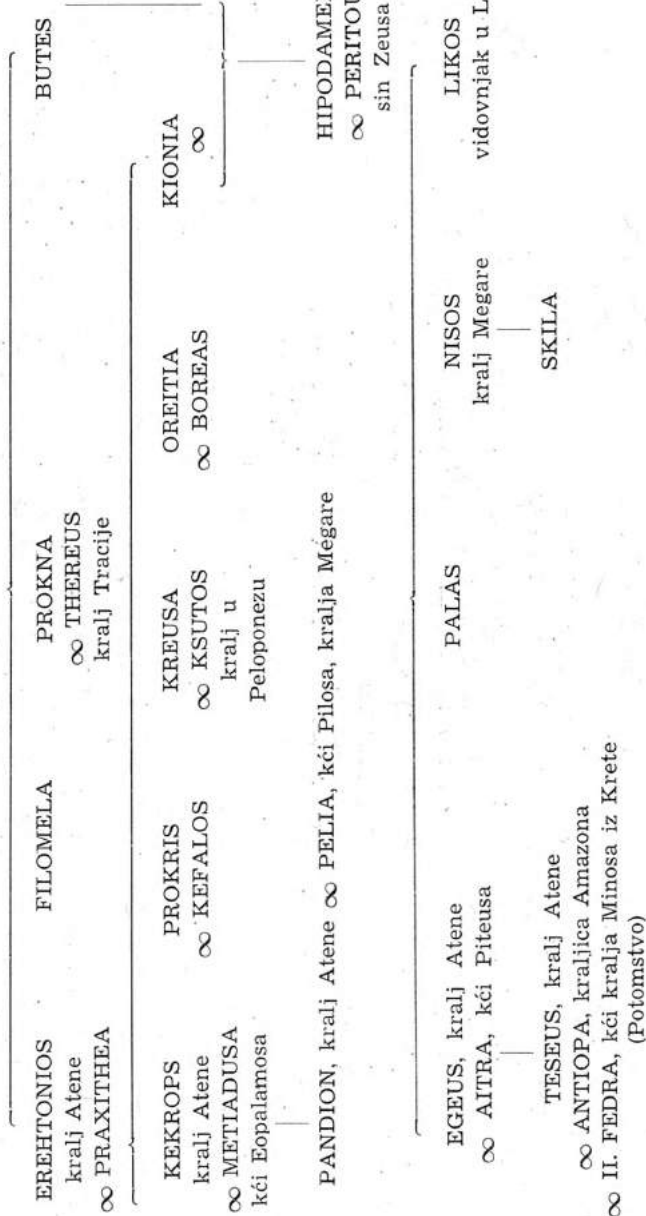 EREHTONIOS
kralj Atene
∞ PRAXITHEA
FILOMELA
PROKNA
∞ THEREUS
kralj Tracije
BUTES
KEKROPS
kralj Atene
∞ METIADUSA
kći Eopalamosa
PROKRIS
∞ KEFALOS
KREUSA
∞ KSUTOS
kralj u
Peloponezu
OREITIA
∞ BOREAS
KIONIA
∞
PANDION, kralj Atene ∞ PELIA, kći Pilosa, kralja Megare
∞ PERITOU
sin Zeusa
EGEUS, kralj Atene
∞ AITRA, kći Piteusa
PALAS
NISOS
kralj Megare
LIKOS
vidovnjak u
TESEUS, kralj Atene
∞ ANTIOPA, kraljica Amazona
∞ II. FEDRA, kći kralja Minosa iz Krete
(Potomstvo)
SKILA